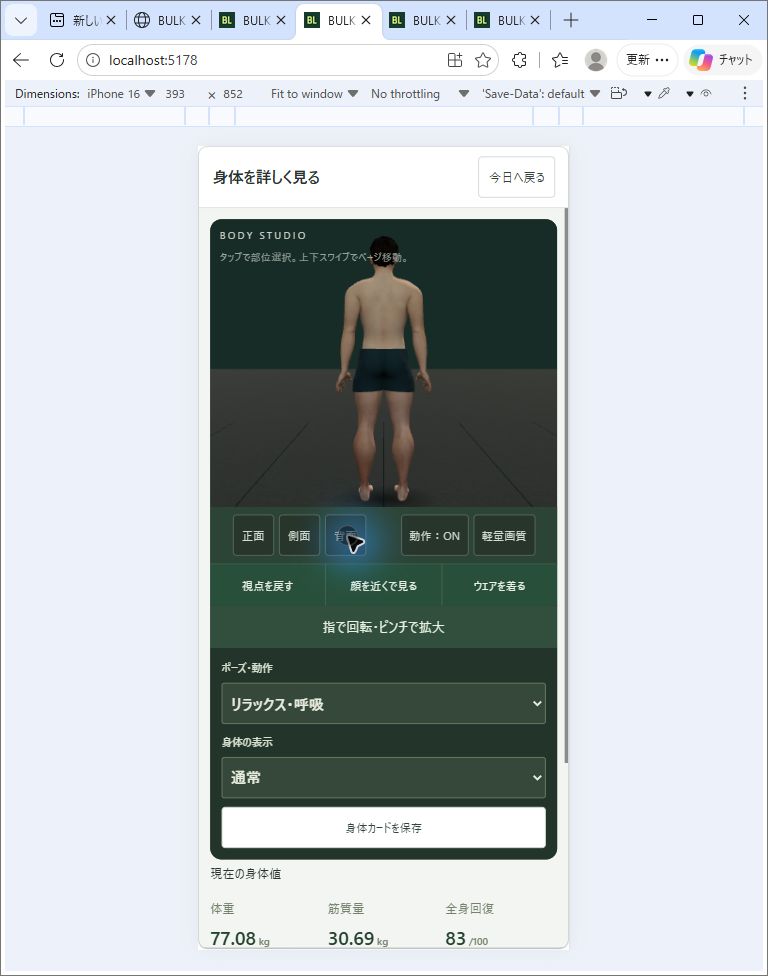 新しい
BULK
BL BULK
BL BULK
BL BULK
BL BULK
localhost:5178
更新
チャット
Dimensions: iPhone 16 393 × 852 Fit to window No throttling 'Save-Data': default
身体を詳しく見る
今日へ戻る
BODY STUDIO
タップで部位選択。上下スワイプでページ移動。
正面 側面 背面 動作：ON 軽量画質
視点を戻す 顔を近くで見る ウエアを着る
指で回転・ピンチで拡大
ポーズ・動作
リラックス・呼吸
身体の表示
通常
身体カードを保存
現在の身体値
体重 筋質量 全身回復
77.08 kg 30.69 kg 83 /100